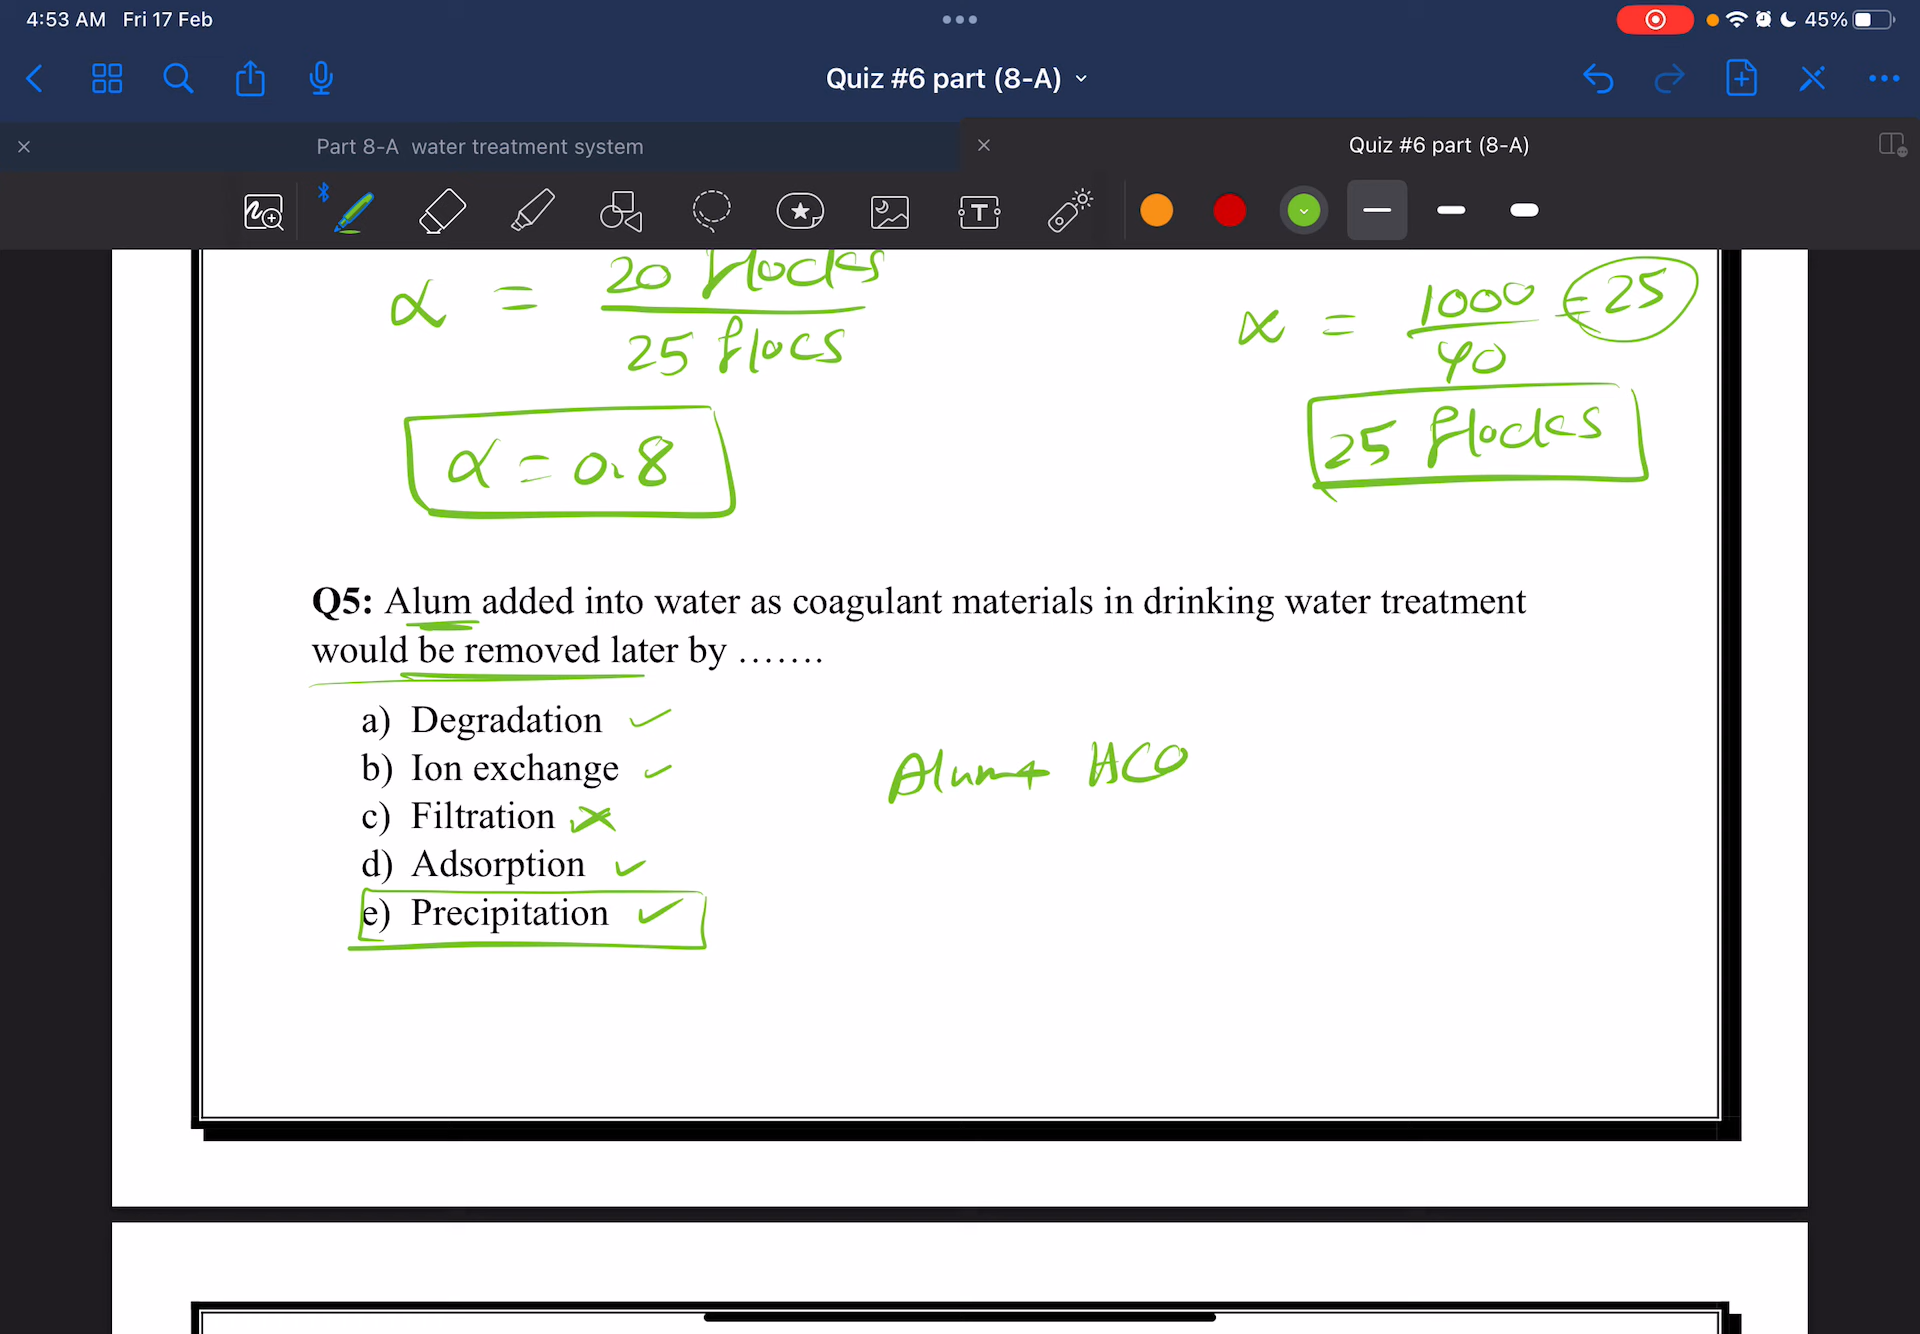 4:53 AM Fri 17 Feb
45%
Quiz #6 part (8-A)
Part 8-A water treatment system
Quiz #6 part (8-A)
T
α = 20 flocks / 25 flocs
α = 1000 / 40 = 25
α = 0.8
25 flocks
Q5: Alum added into water as coagulant materials in drinking water treatment
would be removed later by .......
a) Degradation
b) Ion exchange
c) Filtration
d) Adsorption
e) Precipitation
Alum + HCO